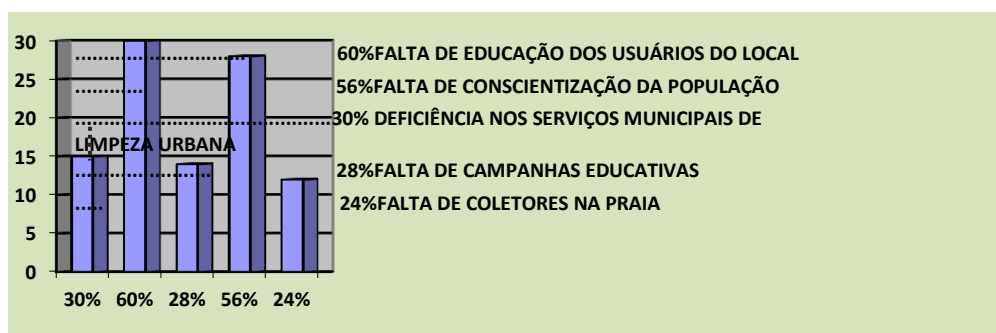 30
25
20
15
10
5
0
30% 60% 28% 56% 24%
60%FALTA DE EDUCAÇÃO DOS USUÁRIOS DO LOCAL
56%FALTA DE CONSCIENTIZAÇÃO DA POPULAÇÃO
30% DEFICIÊNCIA NOS SERVIÇOS MUNICIPAIS DE
LIMPEZA URBANA
28%FALTA DE CAMPANHAS EDUCATIVAS
24%FALTA DE COLETORES NA PRAIA